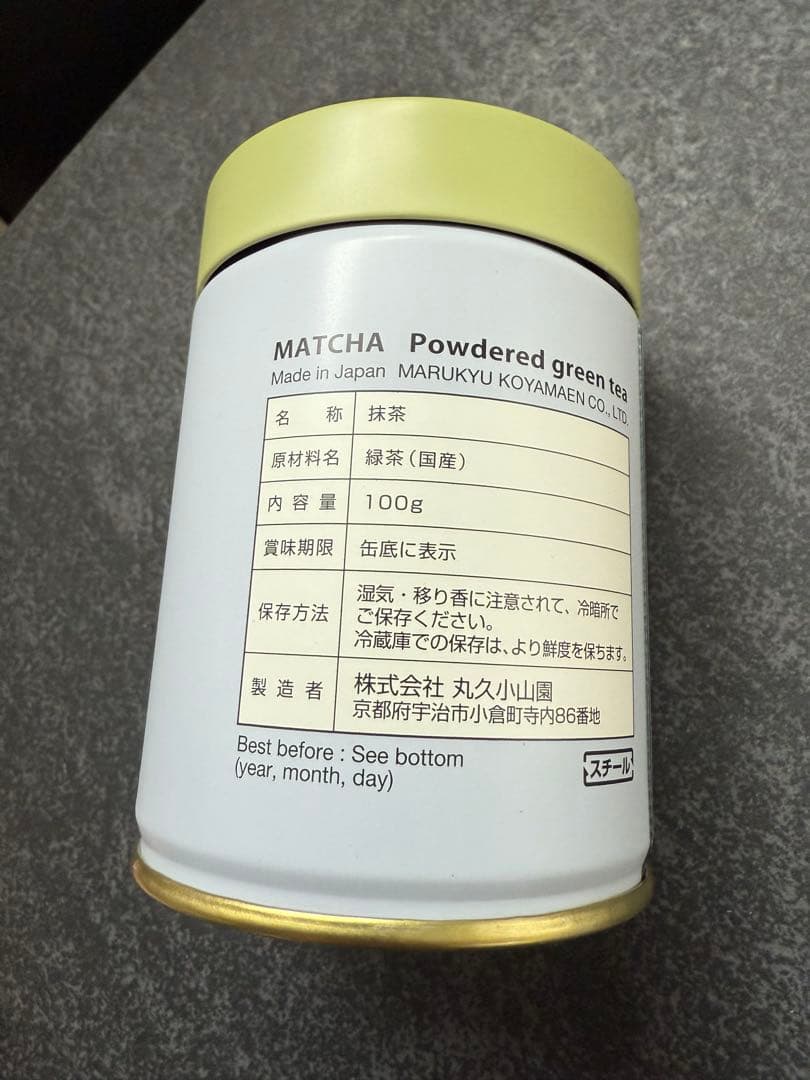 MATCHA Powdered green tea
Made in Japan MARUKYU KOYAMAEN CO., LTD.
名 称 抹茶
原材料名 緑茶(国産)
内容量 100g
賞味期限 缶底に表示
保存方法 湿気・移り香に注意されて、冷暗所で
ご保存ください。
冷蔵庫での保存は、より鮮度を保ちます。
製造者 株式会社 丸久小山園
京都府宇治市小倉町寺内86番地
Best before : See bottom
(year, month, day)
スチール